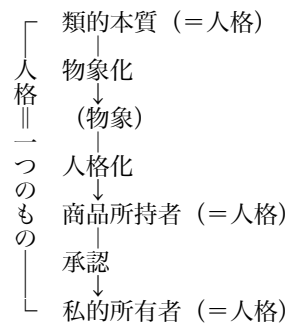 類的本質（＝人格）
物象化
（物象）
人格化
商品所持者（＝人格）
承認
私的所有者（＝人格）
人格＝一つのもの